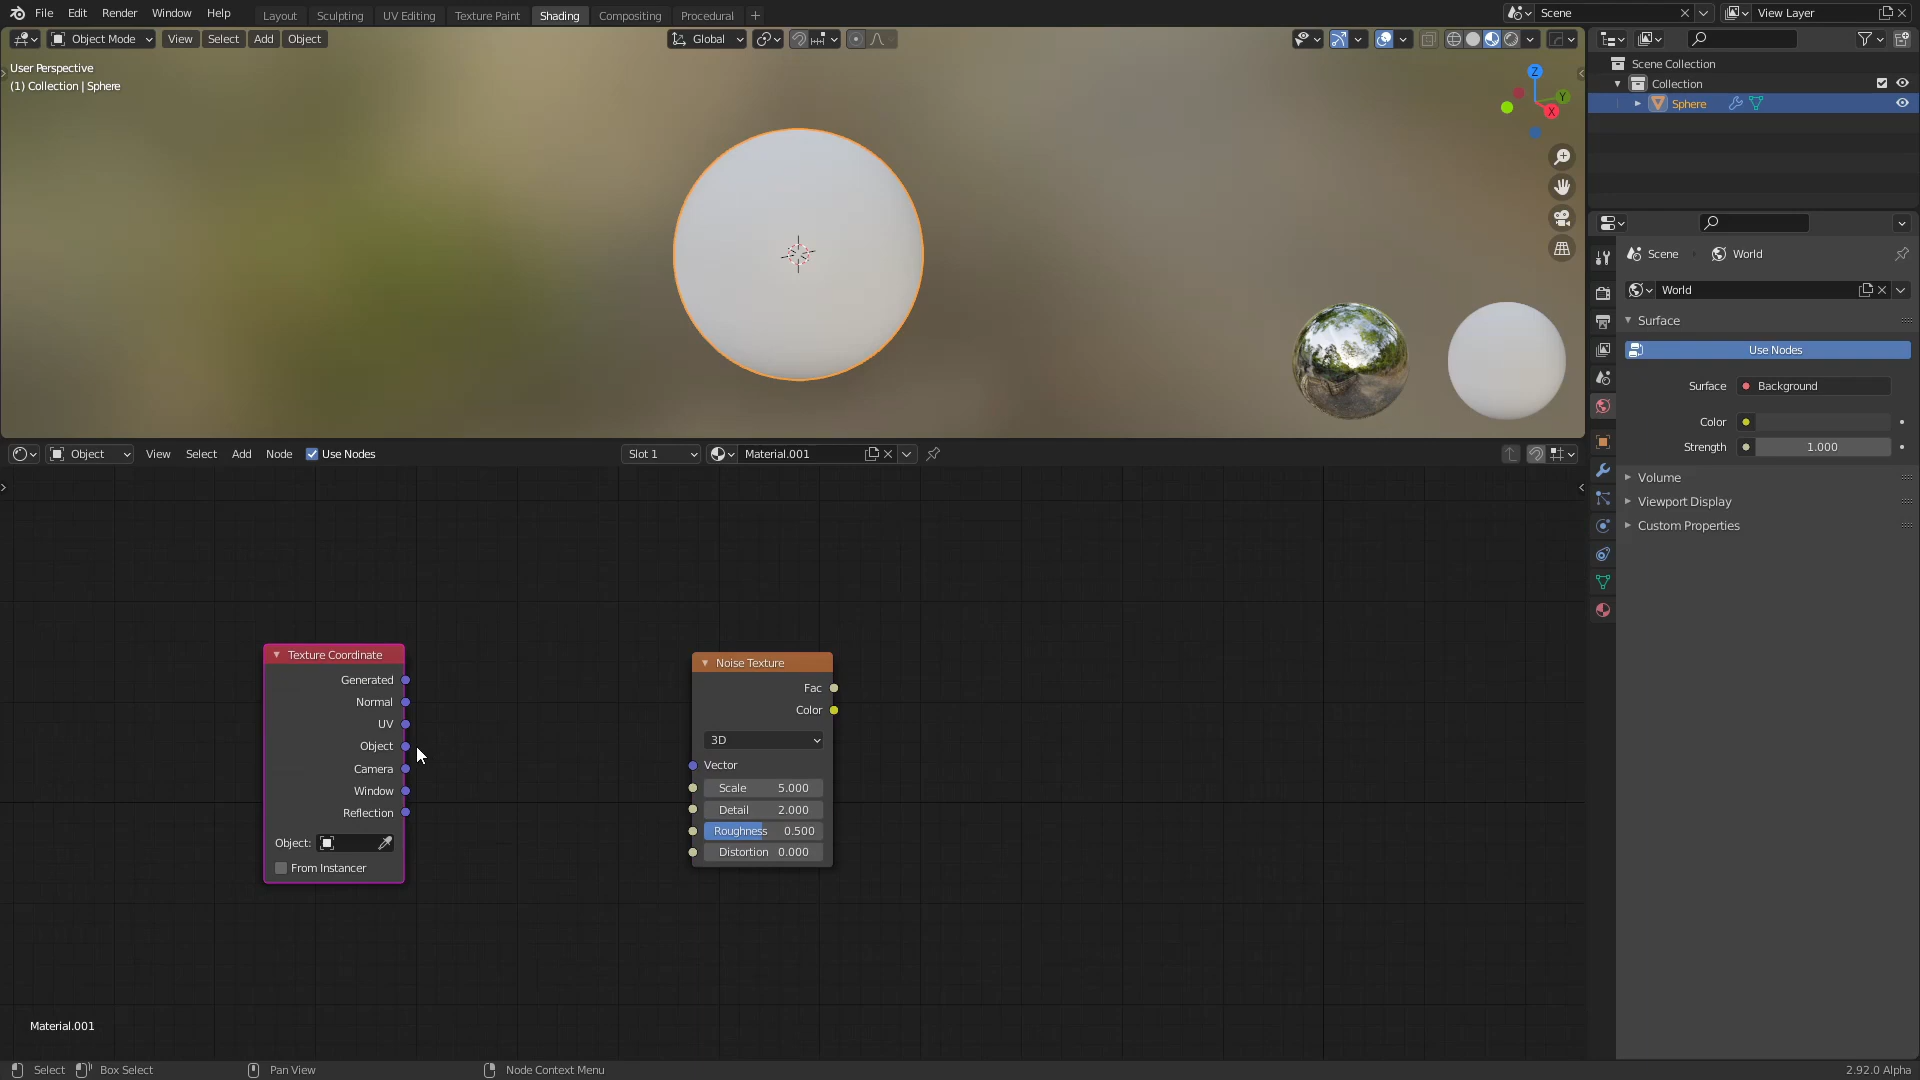 File Edit Render Window Help Layout Sculpting UV Editing Texture Paint Shading Compositing Procedural + Scene View Layer
Object Mode View Select Add Object Global
User Perspective
(1) Collection | Sphere
Z
Y
X
Scene Collection
Collection
Sphere
Scene World
World
Surface
Use Nodes
Surface Background
Color
Strength 1.000
Volume
Viewport Display
Custom Properties
Object View Select Add Node Use Nodes Slot 1 Material.001
Texture Coordinate
Generated
Normal
UV
Object
Camera
Window
Reflection
Object:
From Instancer
Noise Texture
Fac
Color
3D
Vector
Scale 5.000
Detail 2.000
Roughness 0.500
Distortion 0.000
Material.001
Select Box Select Pan View Node Context Menu 2.92.0 Alpha